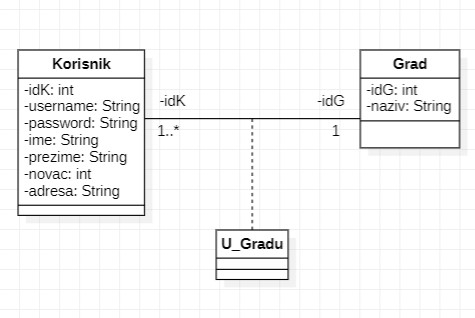 Korisnik
-idK: int
-username: String
-password: String
-ime: String
-prezime: String
-novac: int
-adresa: String
-idK
1..*
-idG
1
Grad
-idG: int
-naziv: String
U_Gradu